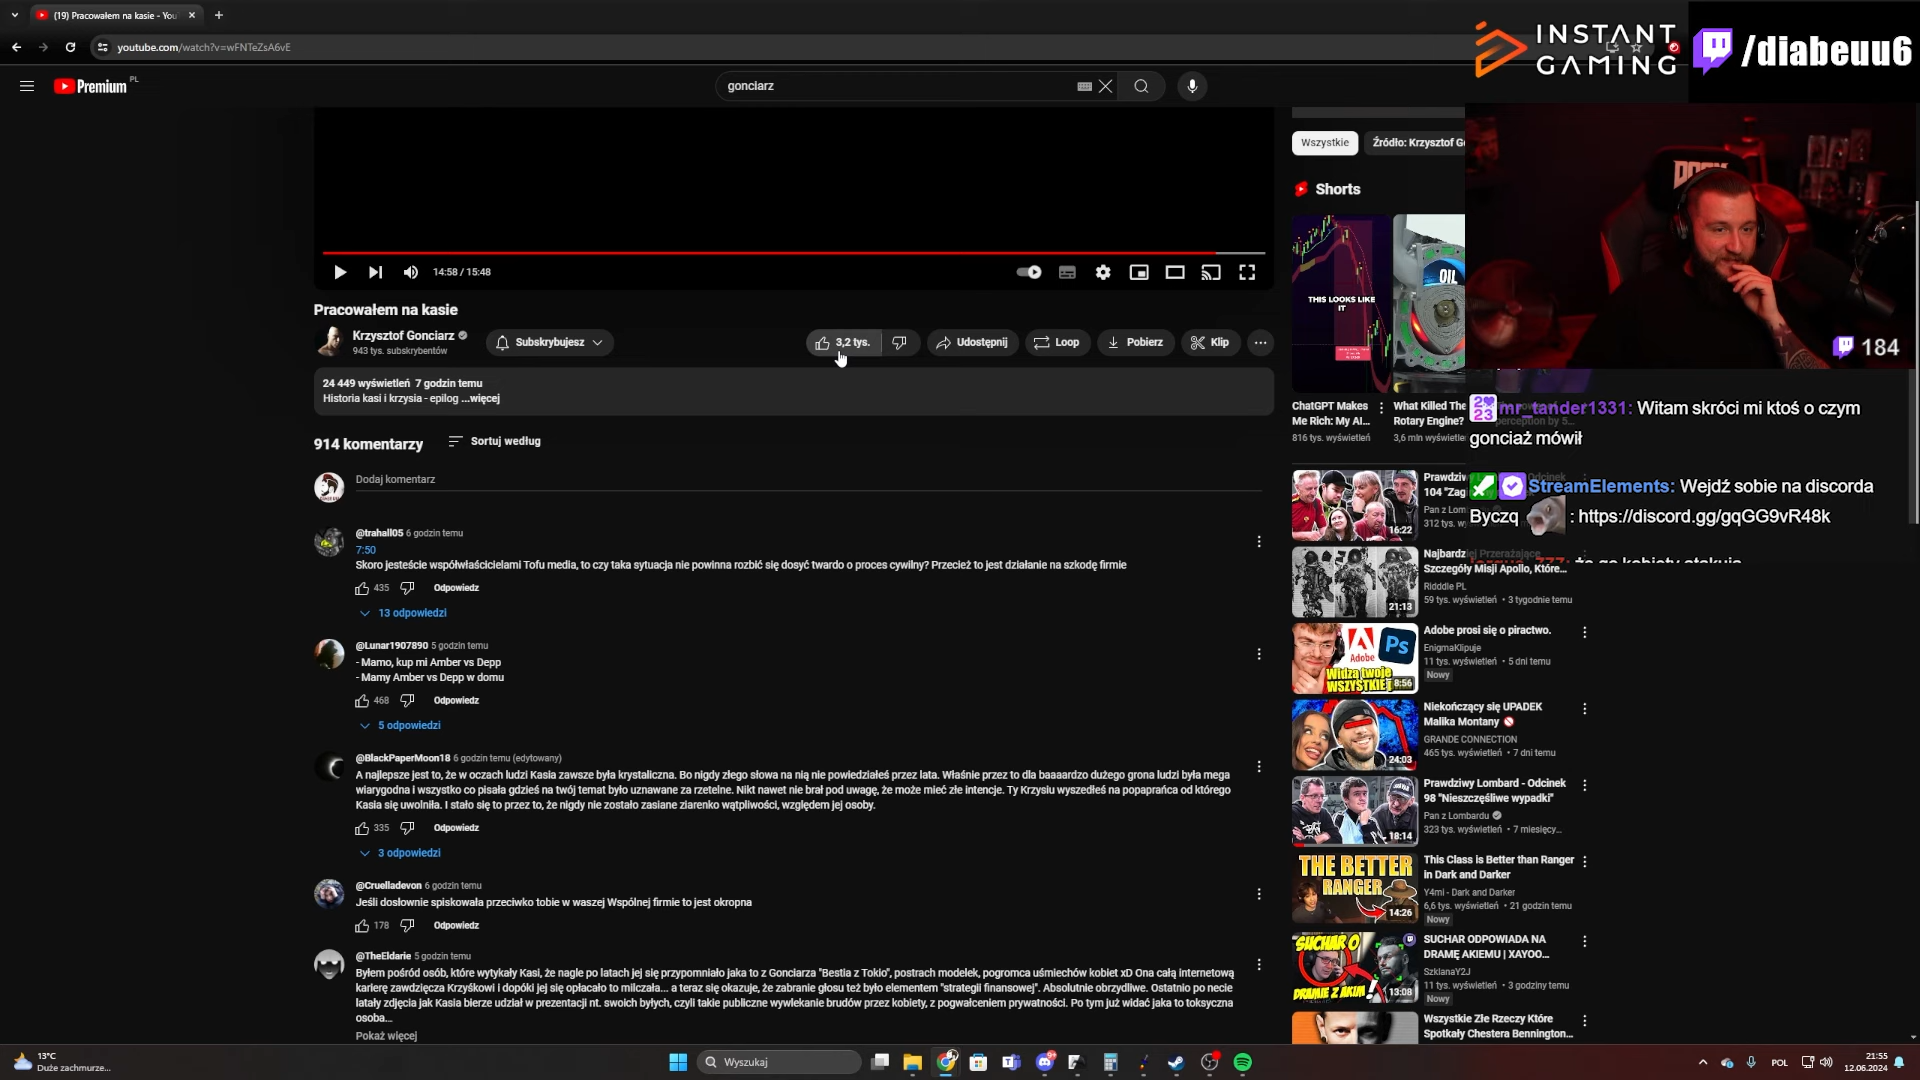 (19) Pracowałem na kasie - You
youtube.com/watch?v=wFNTeZsA6vE
INSTANT
GAMING
/diabeuu6
Premium
PL
gonciarz
Wszystkie
Źródło: Krzysztof Go
Shorts
THIS LOOKS LIKE
IT
OIL
ChatGPT Makes
Me Rich: My AI...
816 tys. wyświetleń
What Killed The
Rotary Engine?
3,6 mln wyświetleń
184
14:58 / 15:48
Pracowałem na kasie
Krzysztof Gonciarz
943 tys. subskrybentów
Subskrybujesz
3,2 tys.
Udostępnij
Loop
Pobierz
Klip
24 449 wyświetleń 7 godzin temu
Historia kasi i krzysia - epilog ...więcej
914 komentarzy
Sortuj według
Dodaj komentarz
@trahall05 6 godzin temu
7:50
Skoro jesteście współwłaścicielami Tofu media, to czy taka sytuacja nie powinna rozbić się dosyć twardo o proces cywilny? Przecież to jest działanie na szkodę firmie
435
Odpowiedz
13 odpowiedzi
@Lunar1907890 5 godzin temu
- Mamo, kup mi Amber vs Depp
- Mamy Amber vs Depp w domu
468
Odpowiedz
5 odpowiedzi
@BlackPaperMoon18 6 godzin temu (edytowany)
A najlepsze jest to, że w oczach ludzi Kasia zawsze była krystaliczna. Bo nigdy złego słowa na nią nie powiedziałeś przez lata. Właśnie przez to dla baaaardzo dużego grona ludzi była mega
wiarygodna i wszystko co pisała gdzieś na twój temat było uznawane za rzetelne. Nikt nawet nie brał pod uwagę, że może mieć złe intencje. Ty Krzysiu wyszedłeś na popaprańca od którego
Kasia się uwolniła. I stało się to przez to, że nigdy nie zostało zasiane ziarenko wątpliwości, względem jej osoby.
335
Odpowiedz
3 odpowiedzi
@Cruelladevon 6 godzin temu
Jeśli dosłownie spiskowała przeciwko tobie w waszej Wspólnej firmie to jest okropna
178
Odpowiedz
@TheEldarie 5 godzin temu
Byłem pośród osób, które wytykały Kasi, że nagle po latach jej się przypomniało jaka to z Gonciarza "Bestia z Tokio", postrach modelek, pogromca uśmiechów kobiet xD Ona całą internetową
karierę zawdzięcza Krzyśkowi i dopóki jej się opłacało to milczała... a teraz się okazuje, że zabranie głosu też było elementem "strategii finansowej". Absolutnie obrzydliwe. Ostatnio po necie
latały zdjęcia jak Kasia bierze udział w prezentacji nt. swoich byłych, czyli takie publiczne wywlekanie brudów przez kobiety, z pogwałceniem prywatności. Po tym już widać jaka to toksyczna
osoba...
Pokaż więcej
mr_tander1331: Witam skróci mi ktoś o czym
gonciaż mówił
StreamElements: Wejdź sobie na discorda
Byczq : https://discord.gg/gqGG9vR48k
16:22
Prawdziw
104 "Zag
Pan z Lom
312 tys. wy
21:13
Najbardziej Przerażające
Szczegóły Misji Apollo, Które...
Ridddle PL
59 tys. wyświetleń • 3 tygodnie temu
Adobe
Ps
Widzą twoje
WSZYSTKIE
8:56
Adobe prosi się o piractwo.
EnigmaKlipuje
11 tys. wyświetleń • 5 dni temu
Nowy
24:03
Niekończący się UPADEK
Malika Montany
GRANDE CONNECTION
465 tys. wyświetleń • 7 dni temu
18:14
Prawdziwy Lombard - Odcinek
98 "Nieszczęśliwe wypadki"
Pan z Lombardu
323 tys. wyświetleń • 7 miesięcy...
THE BETTER
RANGER
14:26
This Class is Better than Ranger
in Dark and Darker
Y4mi - Dark and Darker
6,6 tys. wyświetleń • 21 godzin temu
Nowy
SUCHAR O
DRAMIE Z AKIM!
13:08
SUCHAR ODPOWIADA NA
DRAMĘ AKIEMU | XAYOO...
SzklanaY2J
11 tys. wyświetleń • 3 godziny temu
Nowy
Wszystkie Złe Rzeczy Które
Spotkały Chestera Bennington...
13°C
Duże zachmurze...
Wyszukaj
POL
21:55
12.06.2024